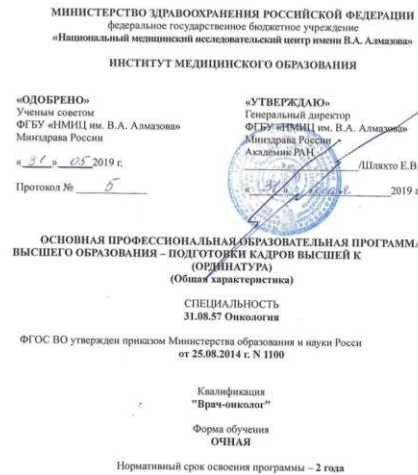 МИНИСТЕРСТВО ЗДРАВООХРАНЕНИЯ РОССИЙСКОЙ ФЕДЕРАЦИИ
федеральное государственное бюджетное учреждение
«Национальный медицинский исследовательский центр имени В.А. Алмазова»
ИНСТИТУТ МЕДИЦИНСКОГО ОБРАЗОВАНИЯ
«ОДОБРЕНО»
Ученым советом
ФГБУ «НМИЦ им. В.А. Алмазова»
Минздрава России
«31» 05 2019 г.
Протокол № 5
«УТВЕРЖДАЮ»
Генеральный директор
ФГБУ «НМИЦ им. В.А. Алмазова»
Минздрава России
Академик РАН
/Шляхто Е.В.
«31» мая 2019 г.
ОСНОВНАЯ ПРОФЕССИОНАЛЬНАЯ ОБРАЗОВАТЕЛЬНАЯ ПРОГРАММА
ВЫСШЕГО ОБРАЗОВАНИЯ – ПОДГОТОВКИ КАДРОВ ВЫСШЕЙ К
(ОРДИНАТУРА)
(Общая характеристика)
СПЕЦИАЛЬНОСТЬ
31.08.57 Онкология
ФГОС ВО утвержден приказом Министерства образования и науки Росси
от 25.08.2014 г. N 1100
Квалификация
"Врач-онколог"
Форма обучения
ОЧНАЯ
Нормативный срок освоения программы – 2 года